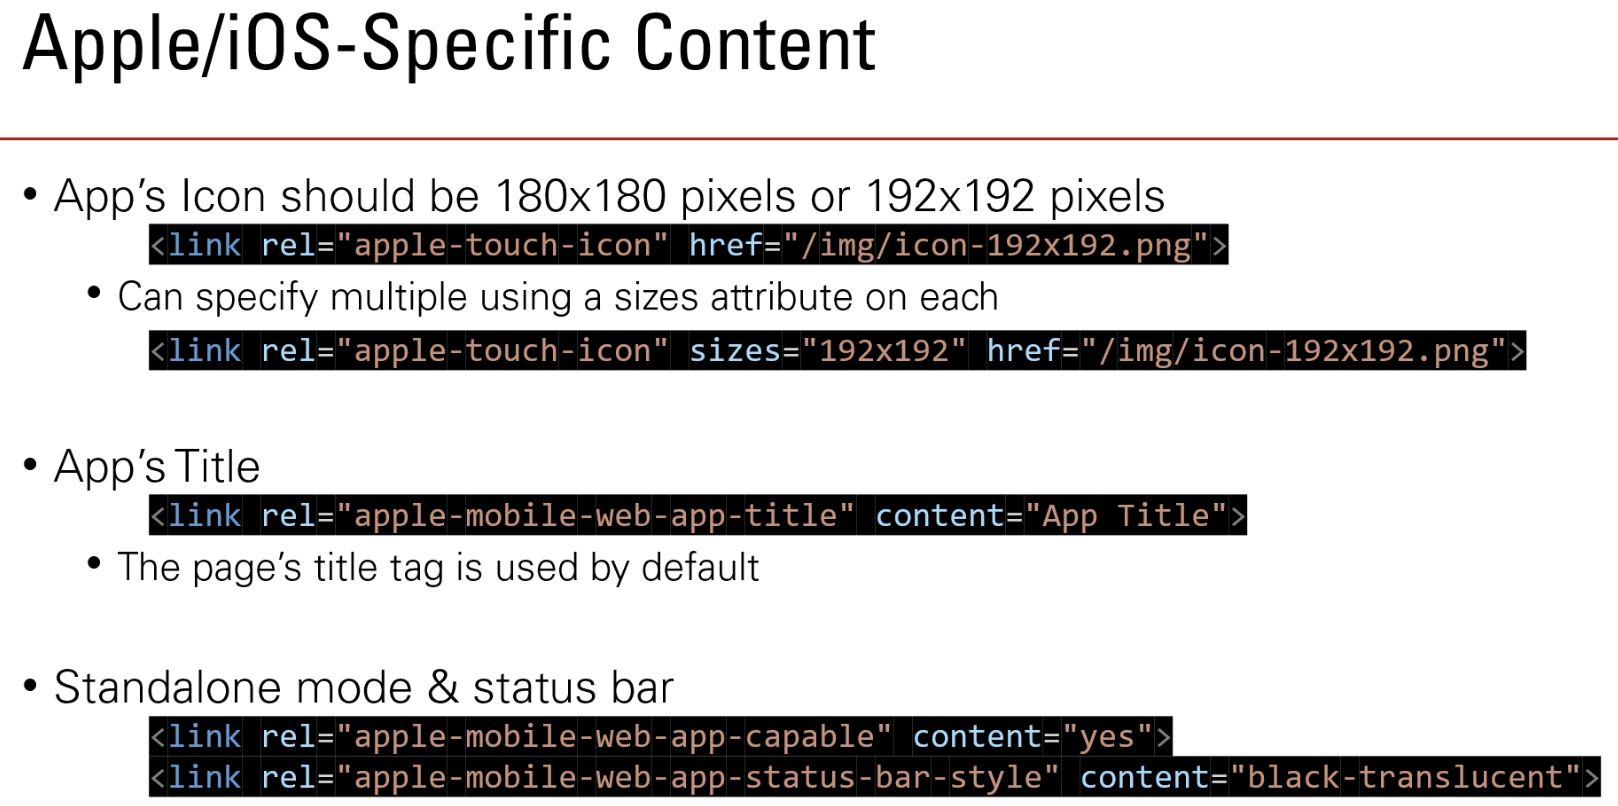 Apple/iOS-Specific Content
• App's Icon should be 180x180 pixels or 192x192 pixels
<link rel="apple-touch-icon" href="/img/icon-192x192.png">
• Can specify multiple using a sizes attribute on each
<link rel="apple-touch-icon" sizes="192x192" href="/img/icon-192x192.png">
• App's Title
<link rel="apple-mobile-web-app-title" content="App Title">
• The page's title tag is used by default
• Standalone mode & status bar
<link rel="apple-mobile-web-app-capable" content="yes">
<link rel="apple-mobile-web-app-status-bar-style" content="black-translucent">